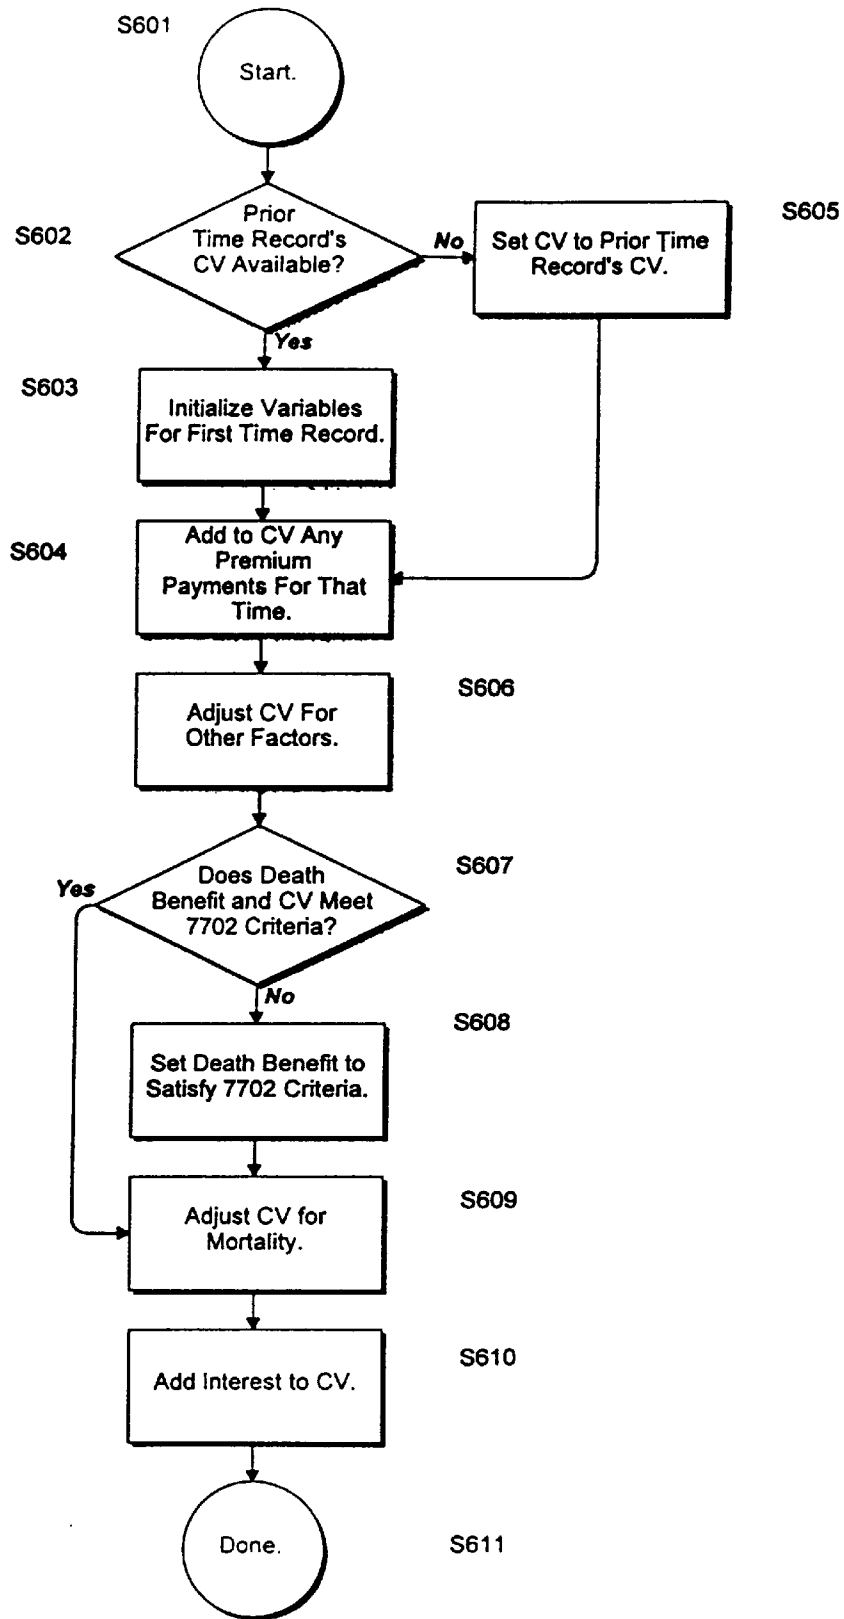 S601
Start.
S602
Prior
Time Record's
CV Available?
No
Set CV to Prior Time
Record's CV.
S605
Yes
S603
Initialize Variables
For First Time Record.
S604
Add to CV Any
Premium
Payments For That
Time.
S606
Adjust CV For
Other Factors.
S607
Yes
Does Death
Benefit and CV Meet
7702 Criteria?
No
S608
Set Death Benefit to
Satisfy 7702 Criteria.
S609
Adjust CV for
Mortality.
S610
Add Interest to CV.
Done.
S611